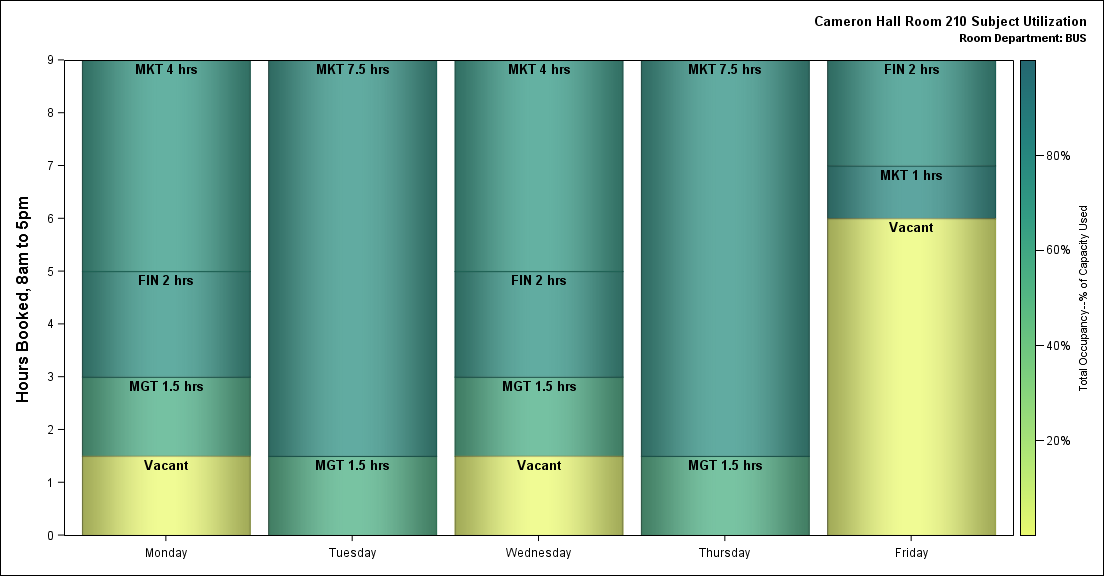 Cameron Hall Room 210 Subject Utilization
Room Department: BUS
Hours Booked, 8am to 5pm
9
8
7
6
5
4
3
2
1
0
MKT 4 hrs
FIN 2 hrs
MGT 1.5 hrs
Vacant
MKT 7.5 hrs
MGT 1.5 hrs
MKT 4 hrs
FIN 2 hrs
MGT 1.5 hrs
Vacant
MKT 7.5 hrs
MGT 1.5 hrs
FIN 2 hrs
MKT 1 hrs
Vacant
Monday
Tuesday
Wednesday
Thursday
Friday
80%
60%
40%
20%
Total Occupancy--% of Capacity Used